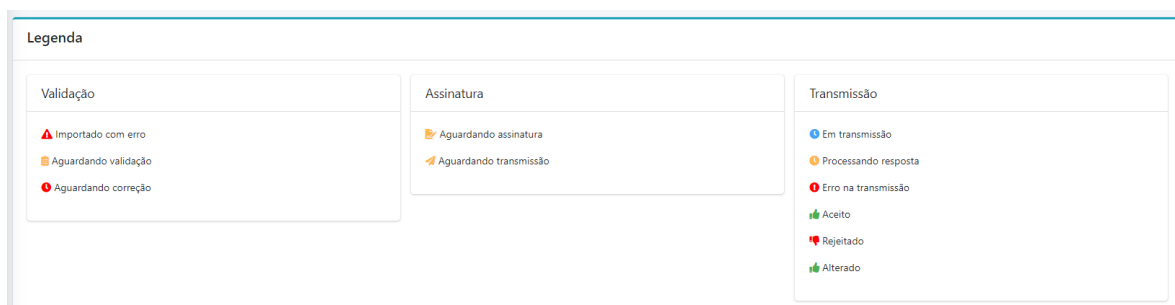 Legenda
Validação
Importado com erro
Aguardando validação
Aguardando correção
Assinatura
Aguardando assinatura
Aguardando transmissão
Transmissão
Em transmissão
Processando resposta
Erro na transmissão
Aceito
Rejeitado
Alterado